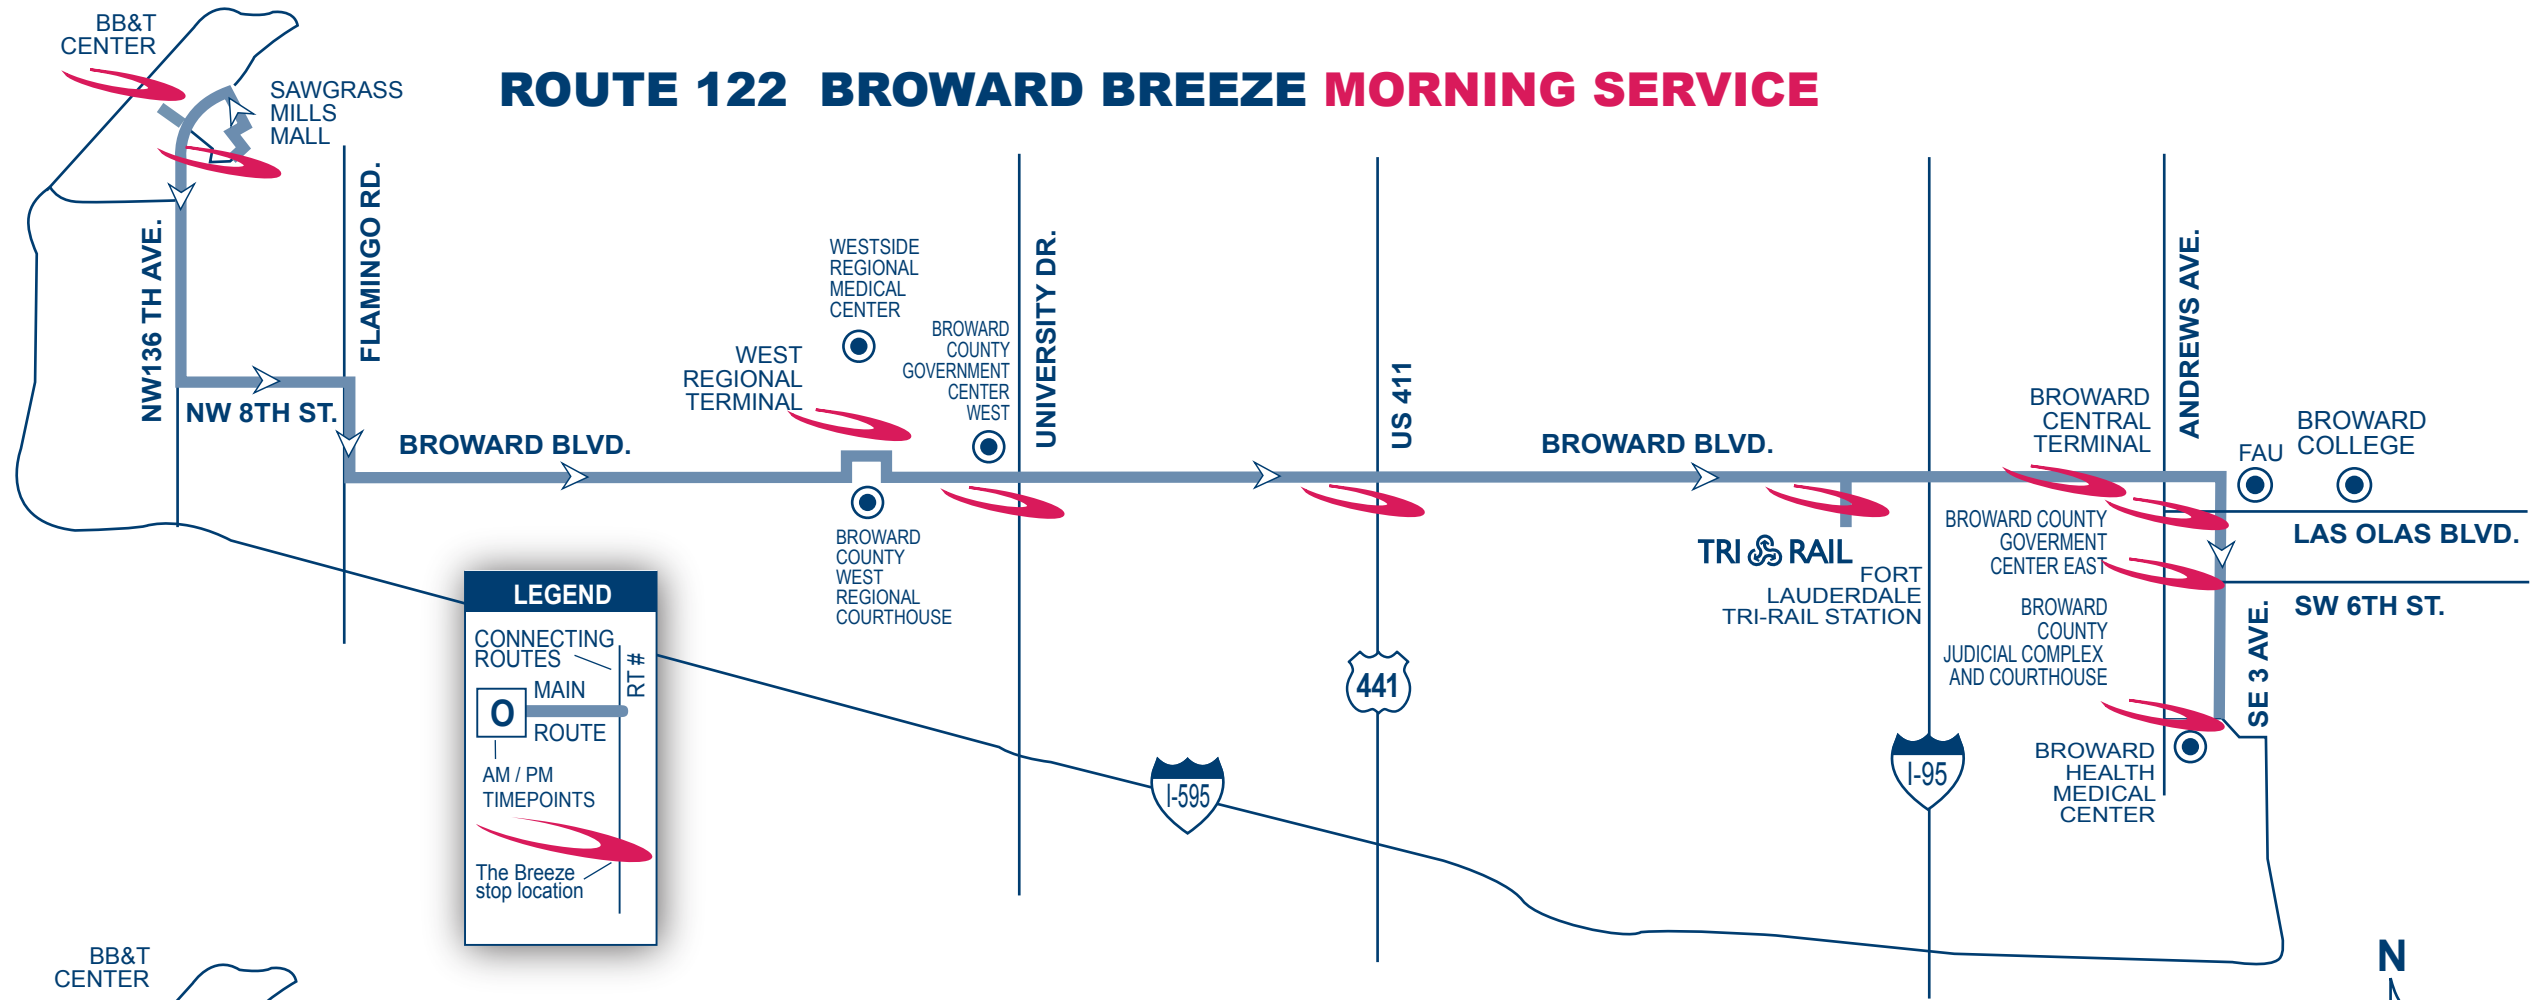 BB&T
CENTER
SAWGRASS
MILLS
MALL
ROUTE 122 BROWARD BREEZE MORNING SERVICE
NW136 TH AVE.
FLAMINGO RD.
NW 8TH ST.
BROWARD BLVD.
WEST
REGIONAL
TERMINAL
WESTSIDE
REGIONAL
MEDICAL
CENTER
BROWARD
COUNTY
GOVERNMENT
CENTER
WEST
UNIVERSITY DR.
BROWARD
COUNTY
WEST
REGIONAL
COURTHOUSE
US 411
441
BROWARD BLVD.
TRI RAIL
FORT
LAUDERDALE
TRI-RAIL STATION
I-95
I-595
BROWARD
CENTRAL
TERMINAL
ANDREWS AVE.
FAU
BROWARD
COLLEGE
BROWARD COUNTY
GOVERMENT
CENTER EAST
LAS OLAS BLVD.
SW 6TH ST.
BROWARD
COUNTY
JUDICIAL COMPLEX
AND COURTHOUSE
SE 3 AVE.
BROWARD
HEALTH
MEDICAL
CENTER
LEGEND
CONNECTING
ROUTES
RT #
MAIN
O
ROUTE
AM / PM
TIMEPOINTS
The Breeze
stop location
BB&T
CENTER
N